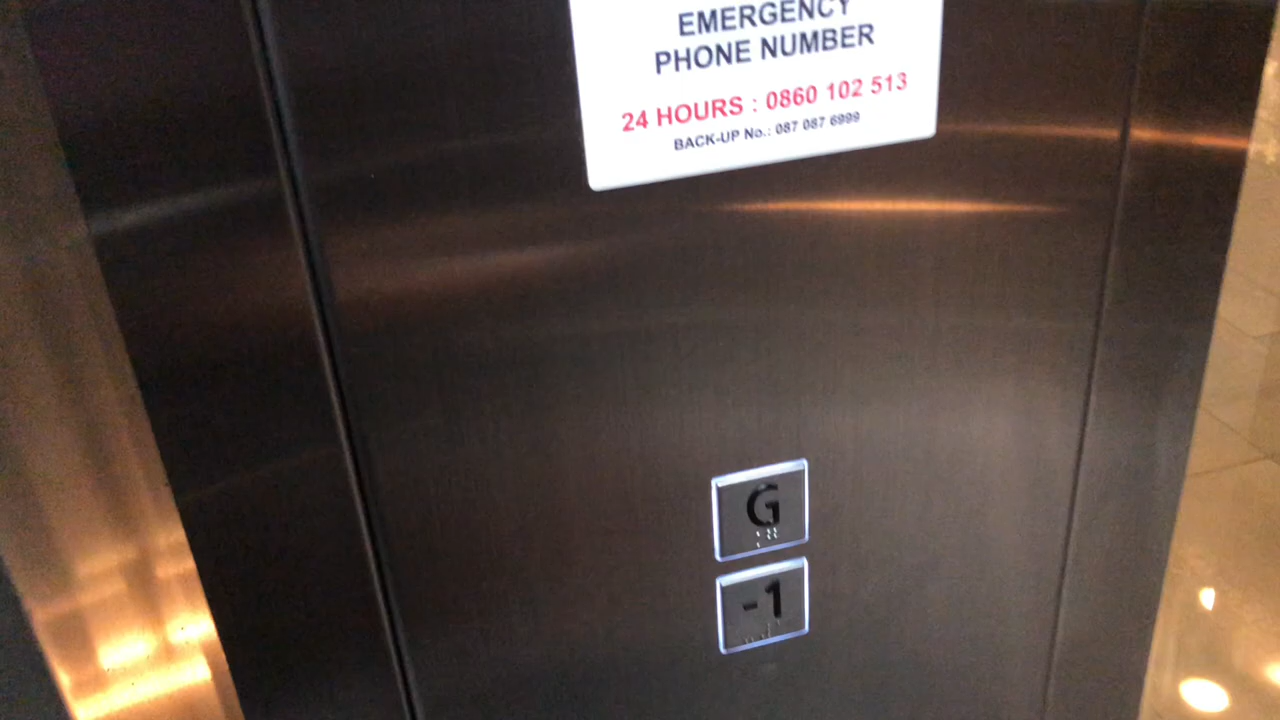 EMERGENCY
PHONE NUMBER
24 HOURS : 0860 102 513
BACK-UP No.: 087 087 6999
G
-1